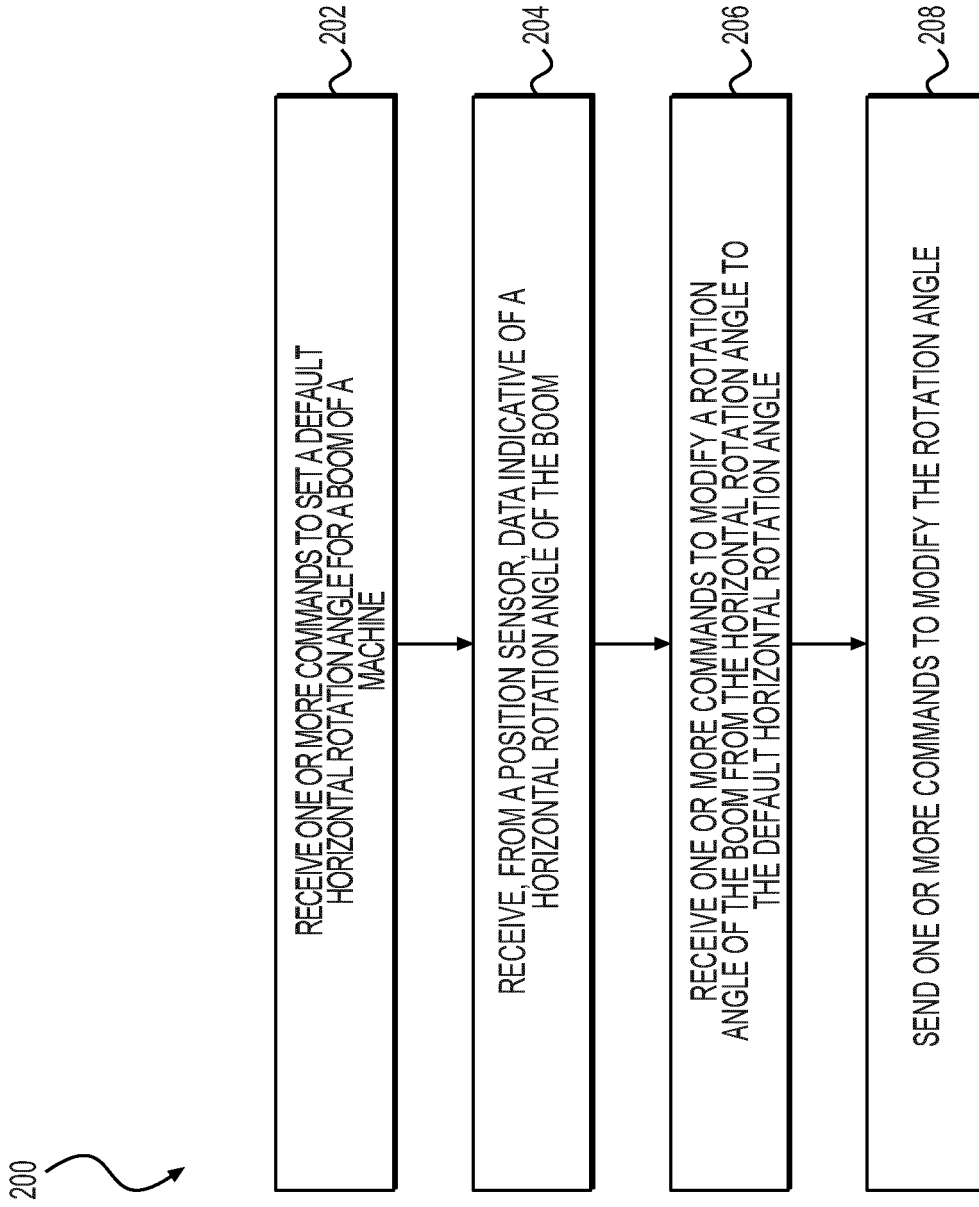 200
RECEIVE ONE OR MORE COMMANDS TO SET A DEFAULT
HORIZONTAL ROTATION ANGLE FOR A BOOM OF A
MACHINE
202
RECEIVE, FROM A POSITION SENSOR, DATA INDICATIVE OF A
HORIZONTAL ROTATION ANGLE OF THE BOOM
204
RECEIVE ONE OR MORE COMMANDS TO MODIFY A ROTATION
ANGLE OF THE BOOM FROM THE HORIZONTAL ROTATION ANGLE TO
THE DEFAULT HORIZONTAL ROTATION ANGLE
206
SEND ONE OR MORE COMMANDS TO MODIFY THE ROTATION ANGLE
208